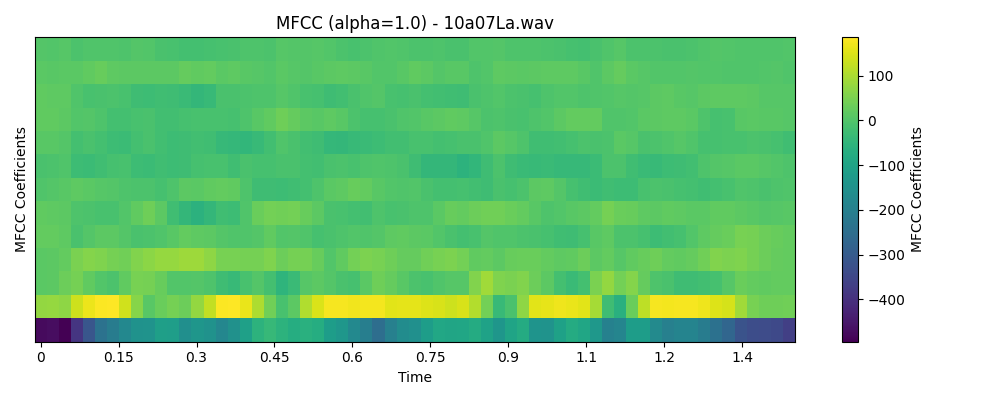 MFCC (alpha=1.0) - 10a07La.wav
MFCC Coefficients
0 0.15 0.3 0.45 0.6 0.75 0.9 1.1 1.2 1.4
Time
100
0
−100
−200
−300
−400
MFCC Coefficients